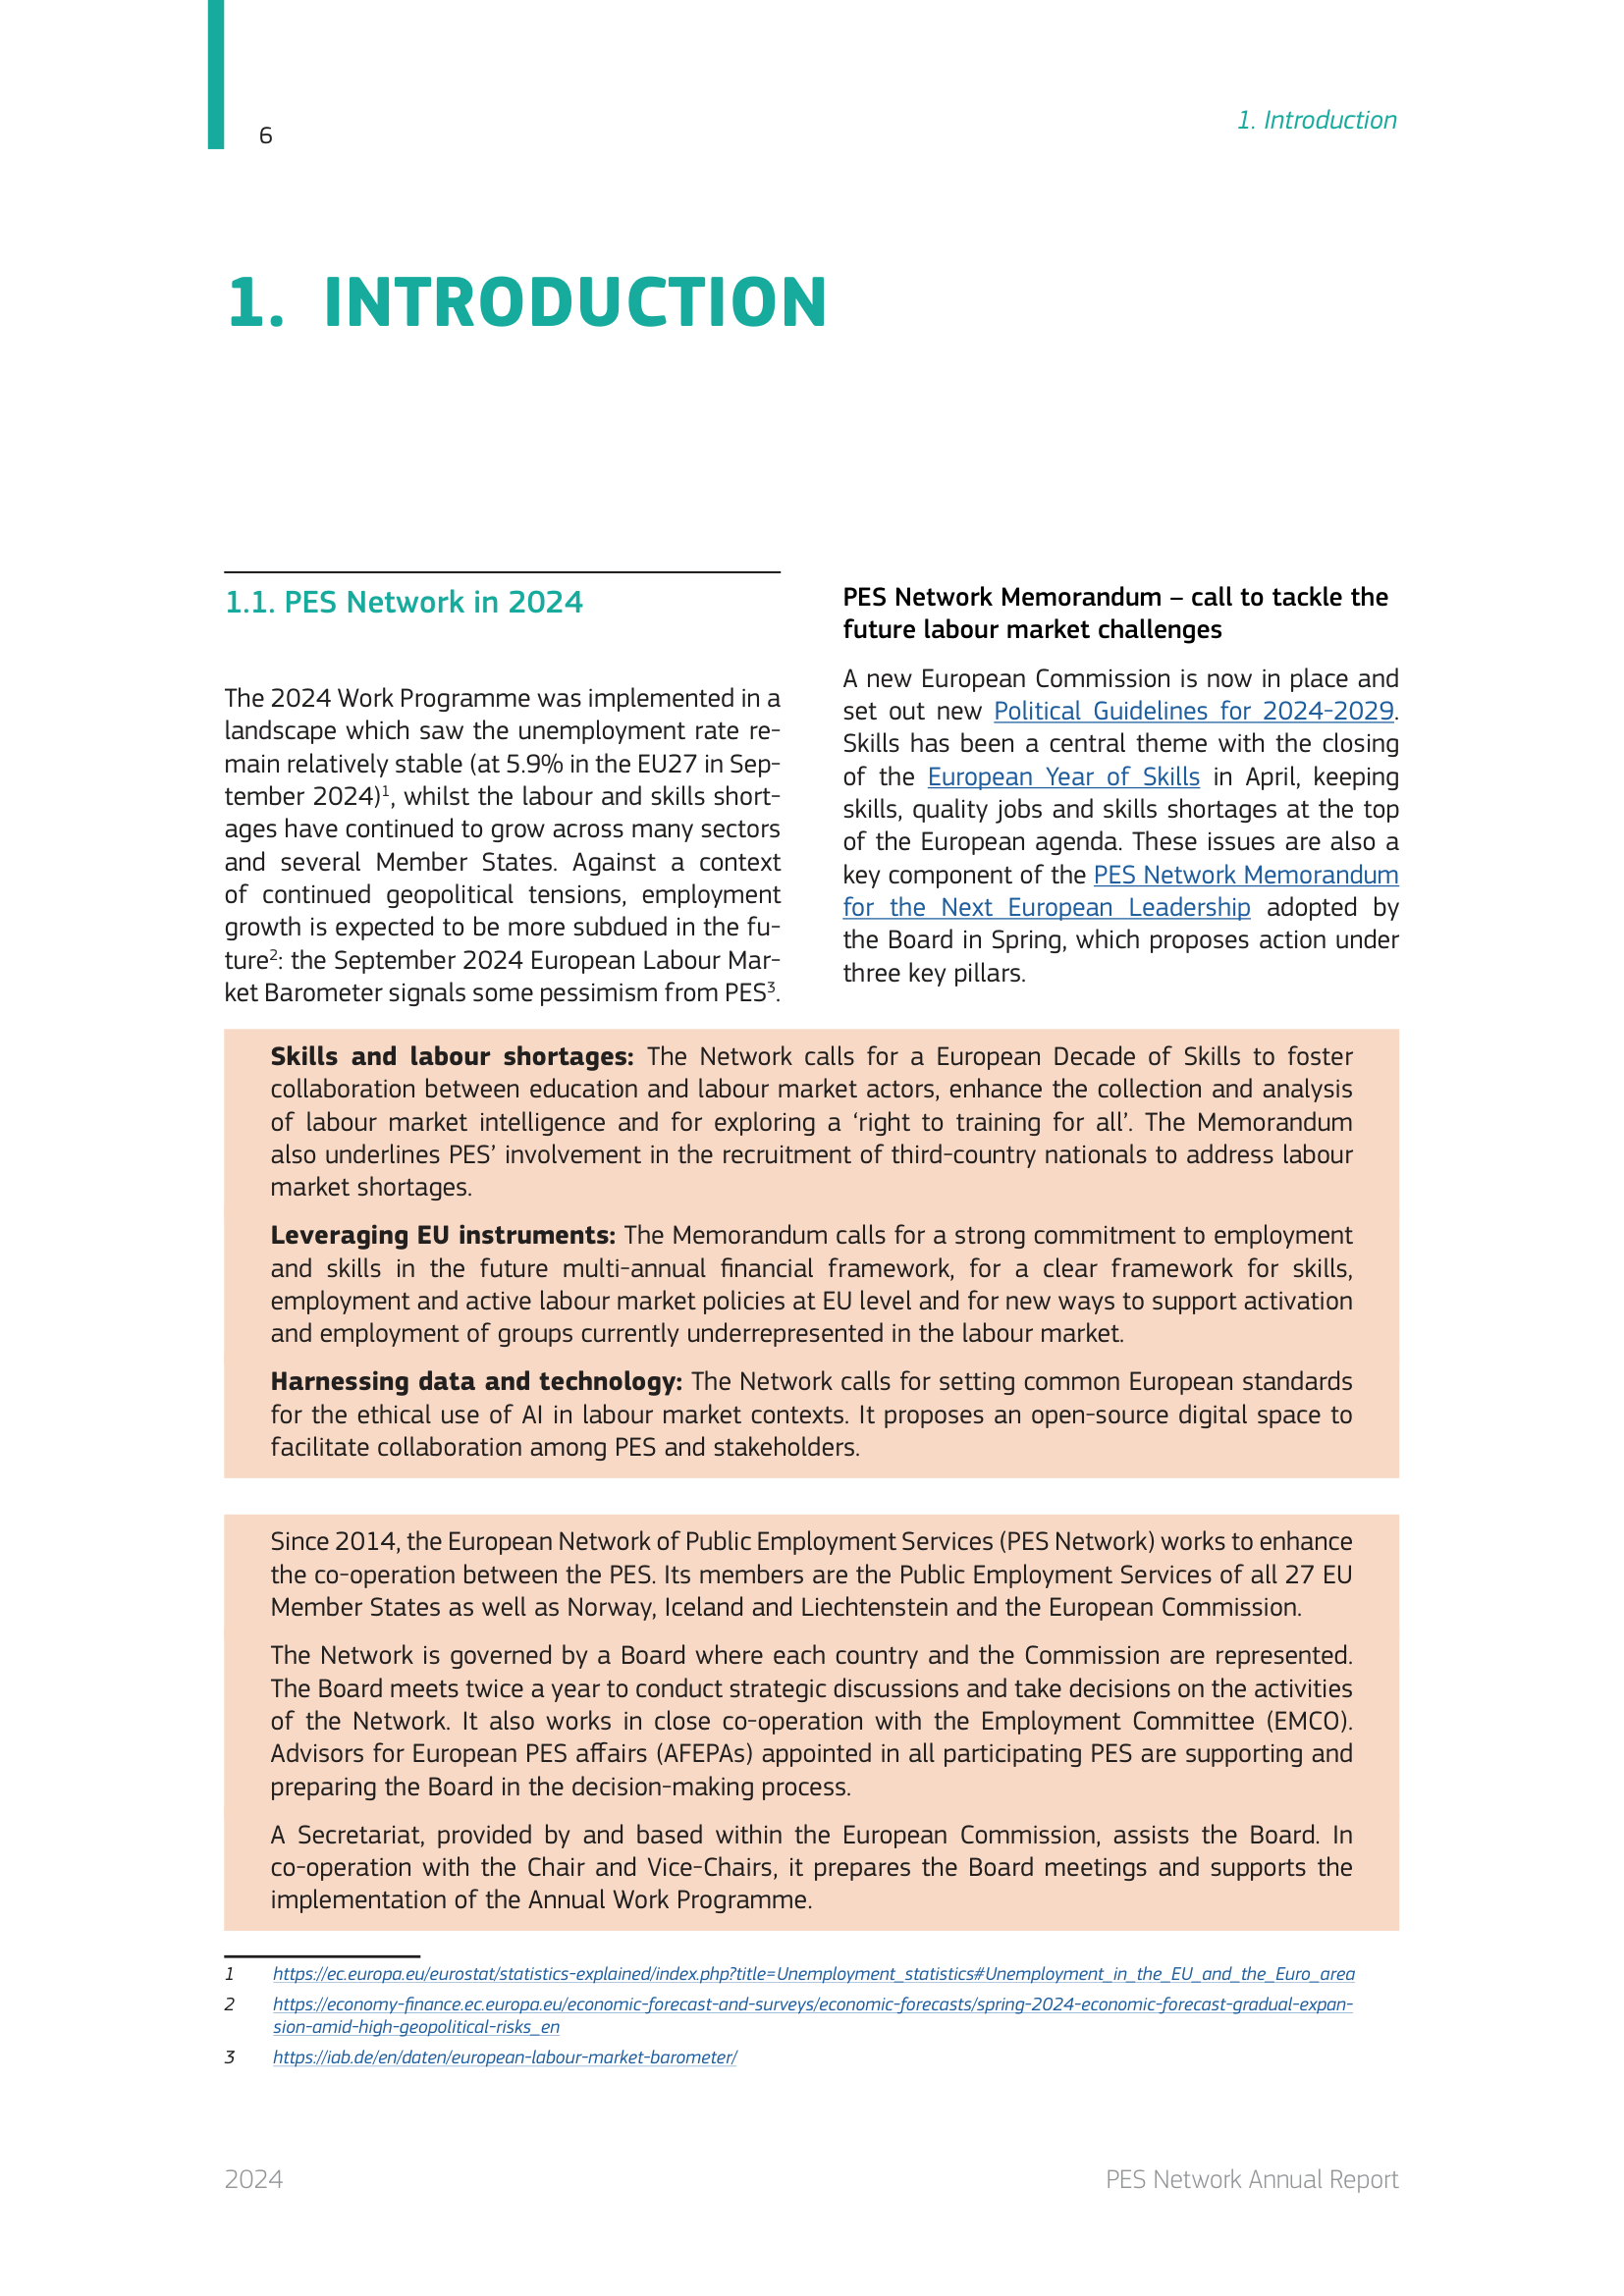 6
1. Introduction
1. INTRODUCTION
1.1. PES Network in 2024
The 2024 Work Programme was implemented in a
landscape which saw the unemployment rate re-
main relatively stable (at 5.9% in the EU27 in Sep-
tember 2024)1, whilst the labour and skills short-
ages have continued to grow across many sectors
and several Member States. Against a context
of continued geopolitical tensions, employment
growth is expected to be more subdued in the fu-
ture2: the September 2024 European Labour Mar-
ket Barometer signals some pessimism from PES3.
PES Network Memorandum – call to tackle the
future labour market challenges
A new European Commission is now in place and
set out new Political Guidelines for 2024-2029.
Skills has been a central theme with the closing
of the European Year of Skills in April, keeping
skills, quality jobs and skills shortages at the top
of the European agenda. These issues are also a
key component of the PES Network Memorandum
for the Next European Leadership adopted by
the Board in Spring, which proposes action under
three key pillars.
Skills and labour shortages: The Network calls for a European Decade of Skills to foster
collaboration between education and labour market actors, enhance the collection and analysis
of labour market intelligence and for exploring a ‘right to training for all’. The Memorandum
also underlines PES’ involvement in the recruitment of third-country nationals to address labour
market shortages.
Leveraging EU instruments: The Memorandum calls for a strong commitment to employment
and skills in the future multi-annual financial framework, for a clear framework for skills,
employment and active labour market policies at EU level and for new ways to support activation
and employment of groups currently underrepresented in the labour market.
Harnessing data and technology: The Network calls for setting common European standards
for the ethical use of AI in labour market contexts. It proposes an open-source digital space to
facilitate collaboration among PES and stakeholders.
Since 2014, the European Network of Public Employment Services (PES Network) works to enhance
the co-operation between the PES. Its members are the Public Employment Services of all 27 EU
Member States as well as Norway, Iceland and Liechtenstein and the European Commission.
The Network is governed by a Board where each country and the Commission are represented.
The Board meets twice a year to conduct strategic discussions and take decisions on the activities
of the Network. It also works in close co-operation with the Employment Committee (EMCO).
Advisors for European PES affairs (AFEPAs) appointed in all participating PES are supporting and
preparing the Board in the decision-making process.
A Secretariat, provided by and based within the European Commission, assists the Board. In
co-operation with the Chair and Vice-Chairs, it prepares the Board meetings and supports the
implementation of the Annual Work Programme.
1 https://ec.europa.eu/eurostat/statistics-explained/index.php?title=Unemployment_statistics#Unemployment_in_the_EU_and_the_Euro_area
2 https://economy-finance.ec.europa.eu/economic-forecast-and-surveys/economic-forecasts/spring-2024-economic-forecast-gradual-expan-
sion-amid-high-geopolitical-risks_en
3 https://iab.de/en/daten/european-labour-market-barometer/
2024
PES Network Annual Report